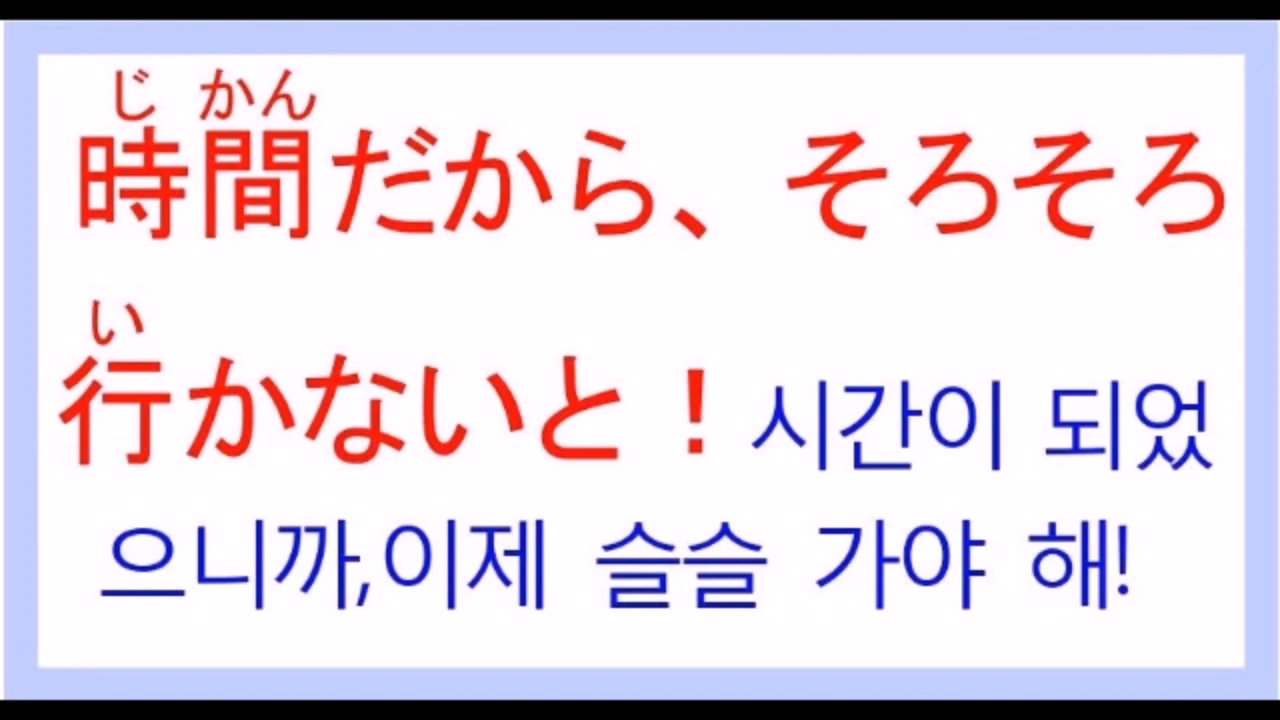 じ かん
時間だから、そろそろ
い
行かないと！시간이 되었
으니까,이제 슬슬 가야 해!